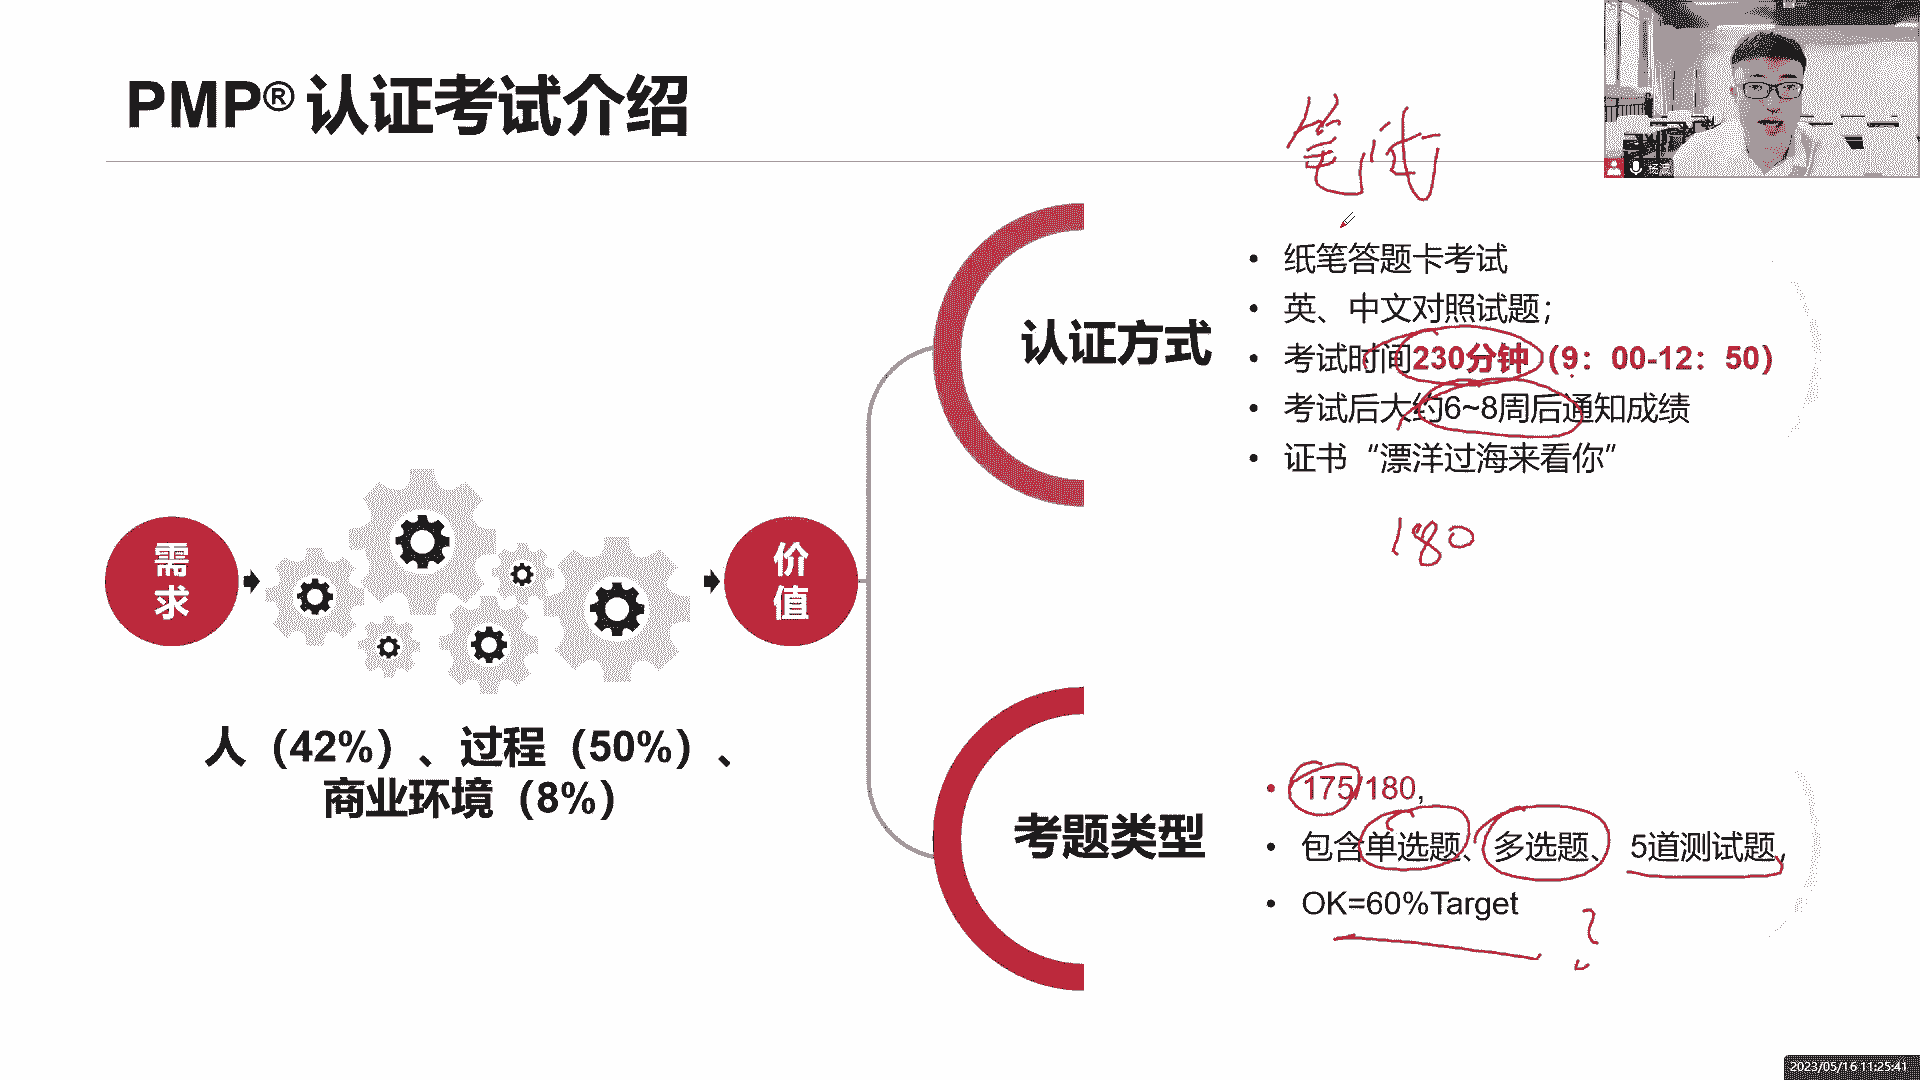 PMP® 认证考试介绍
笔试
认证方式
• 纸笔答题卡考试
• 英、中文对照试题；
• 考试时间230分钟（9：00-12：50）
• 考试后大约6~8周后通知成绩
• 证书“漂洋过海来看你”
180
需求
价值
人（42%）、过程（50%）、
商业环境（8%）
考题类型
• 175/180,
• 包含单选题、多选题、 5道测试题,
• OK=60%Target
?
2023/05/16 11:25:41